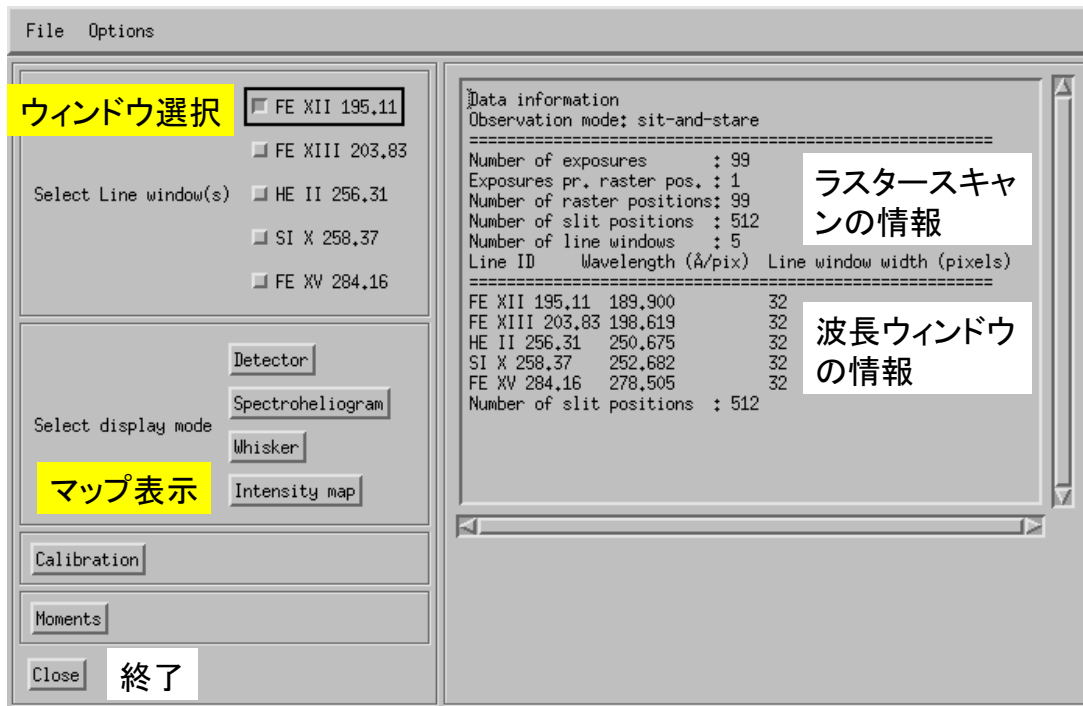 File Options
ウィンドウ選択
FE XII 195.11
FE XIII 203.83
Select Line window(s)
HE II 256.31
SI X 258.37
FE XV 284.16
Detector
Spectroheliogram
Select display mode
Whisker
マップ表示
Intensity map
Calibration
Moments
Close
終了
Data information
Observation mode: sit-and-stare
==========================================================
Number of exposures : 99
Exposures pr. raster pos. : 1
Number of raster positions: 99
Number of slit positions : 512
Number of line windows : 5
ラスタースキャ
ンの情報
Line ID Wavelength (Å/pix) Line window width (pixels)
==========================================================
FE XII 195.11 189.900 32
FE XIII 203.83 198.619 32
HE II 256.31 250.675 32
SI X 258.37 252.682 32
FE XV 284.16 278.505 32
Number of slit positions : 512
波長ウィンドウ
の情報